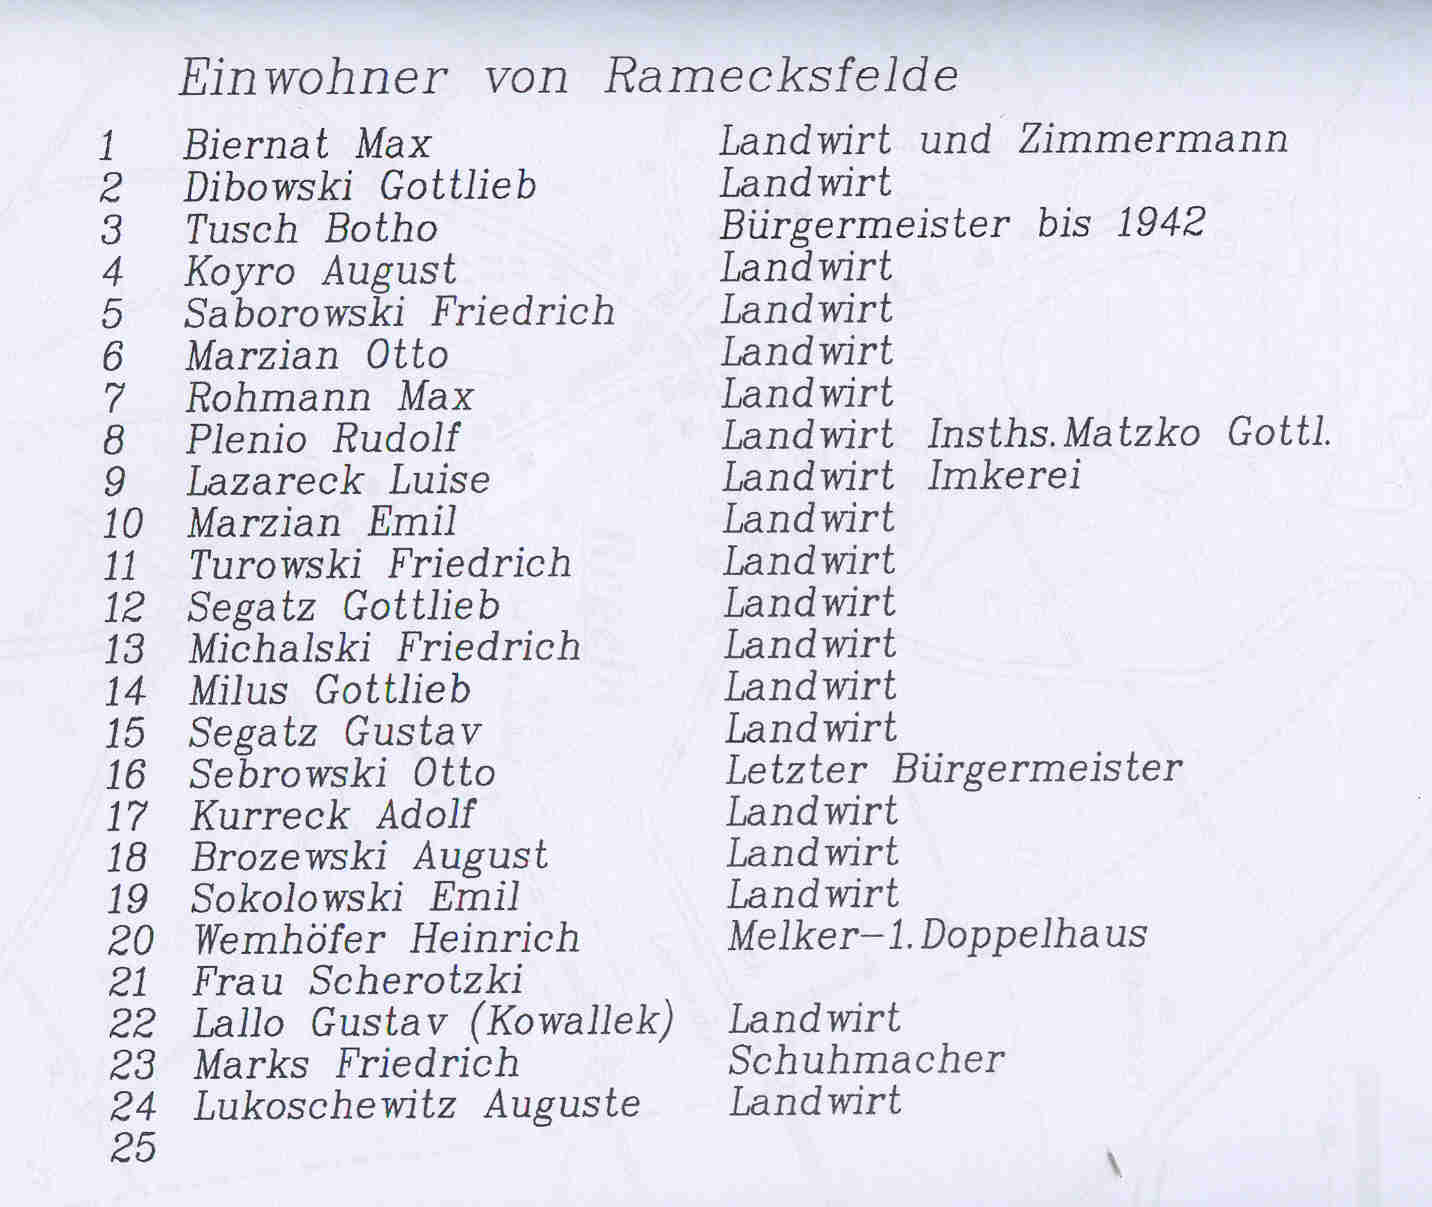 Einwohner von Ramecksfelde
1 Biernat Max Landwirt und Zimmermann
2 Dibowski Gottlieb Landwirt
3 Tusch Botho Bürgermeister bis 1942
4 Koyro August Landwirt
5 Saborowski Friedrich Landwirt
6 Marzian Otto Landwirt
7 Rohmann Max Landwirt
8 Plenio Rudolf Landwirt Insths.Matzko Gottl.
9 Lazareck Luise Landwirt Imkerei
10 Marzian Emil Landwirt
11 Turowski Friedrich Landwirt
12 Segatz Gottlieb Landwirt
13 Michalski Friedrich Landwirt
14 Milus Gottlieb Landwirt
15 Segatz Gustav Landwirt
16 Sebrowski Otto Letzter Bürgermeister
17 Kurreck Adolf Landwirt
18 Brozewski August Landwirt
19 Sokolowski Emil Landwirt
20 Wemhöfer Heinrich Melker-1.Doppelhaus
21 Frau Scherotzki
22 Lallo Gustav (Kowallek) Landwirt
23 Marks Friedrich Schuhmacher
24 Lukoschewitz Auguste Landwirt
25